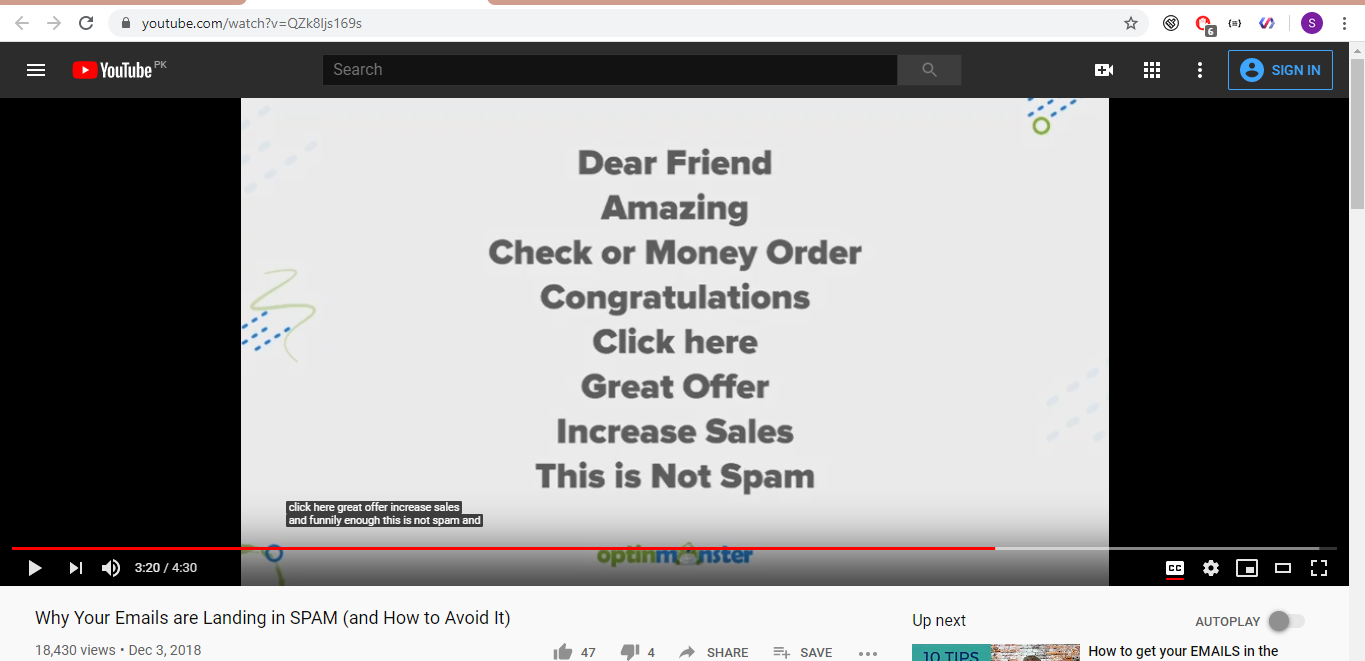 youtube.com/watch?v=QZk8Ijs169s
6
S
YouTube PK
Search
SIGN IN
Dear Friend
Amazing
Check or Money Order
Congratulations
Click here
Great Offer
Increase Sales
This is Not Spam
click here great offer increase sales
and funnily enough this is not spam and
optinmonster
3:20 / 4:30
CC
Why Your Emails are Landing in SPAM (and How to Avoid It)
18,430 views • Dec 3, 2018
47
4
SHARE
SAVE
Up next
AUTOPLAY
10 TIPS
How to get your EMAILS in the